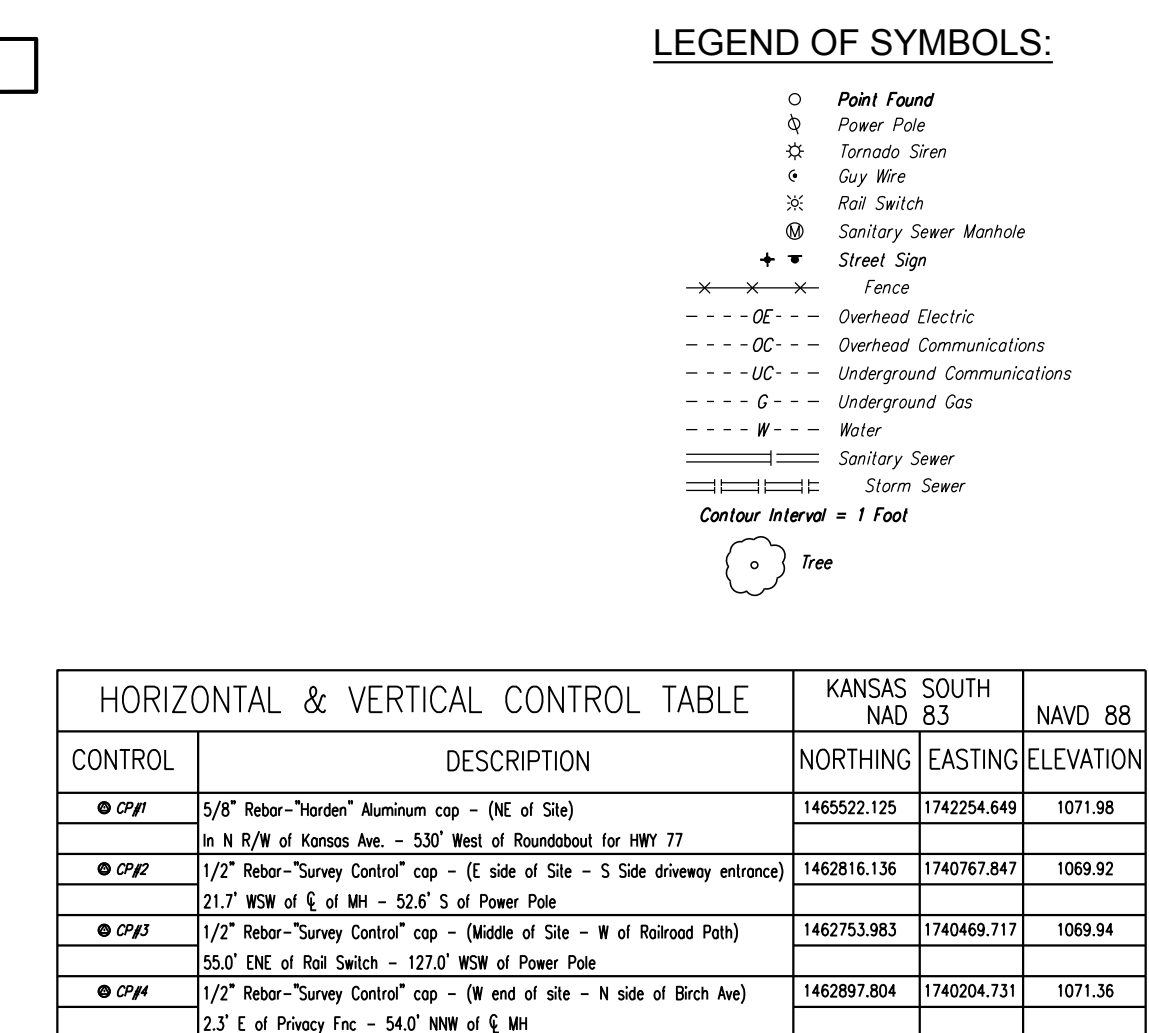 LEGEND OF SYMBOLS:
Point Found
Power Pole
Tornado Siren
Guy Wire
Rail Switch
M Sanitary Sewer Manhole
Street Sign
Fence
OE Overhead Electric
OC Overhead Communications
UC Underground Communications
G Underground Gas
W Water
Sanitary Sewer
Storm Sewer
Contour Interval = 1 Foot
Tree
HORIZONTAL & VERTICAL CONTROL TABLE
KANSAS SOUTH
NAD 83
NAVD 88
CONTROL DESCRIPTION NORTHING EASTING ELEVATION
CP#1 5/8" Rebar-"Harden" Aluminum cap - (NE of Site) 1465522.125 1742254.649 1071.98
In N R/W of Kansas Ave. - 530' West of Roundabout for HWY 77
CP#2 1/2" Rebar-"Survey Control" cap - (E side of Site - S Side driveway entrance) 1462816.136 1740767.847 1069.92
21.7' WSW of ℄ of MH - 52.6' S of Power Pole
CP#3 1/2" Rebar-"Survey Control" cap - (Middle of Site - W of Railroad Path) 1462753.983 1740469.717 1069.94
55.0' ENE of Rail Switch - 127.0' WSW of Power Pole
CP#4 1/2" Rebar-"Survey Control" cap - (W end of site - N side of Birch Ave) 1462897.804 1740204.731 1071.36
2.3' E of Privacy Fnc - 54.0' NNW of ℄ MH